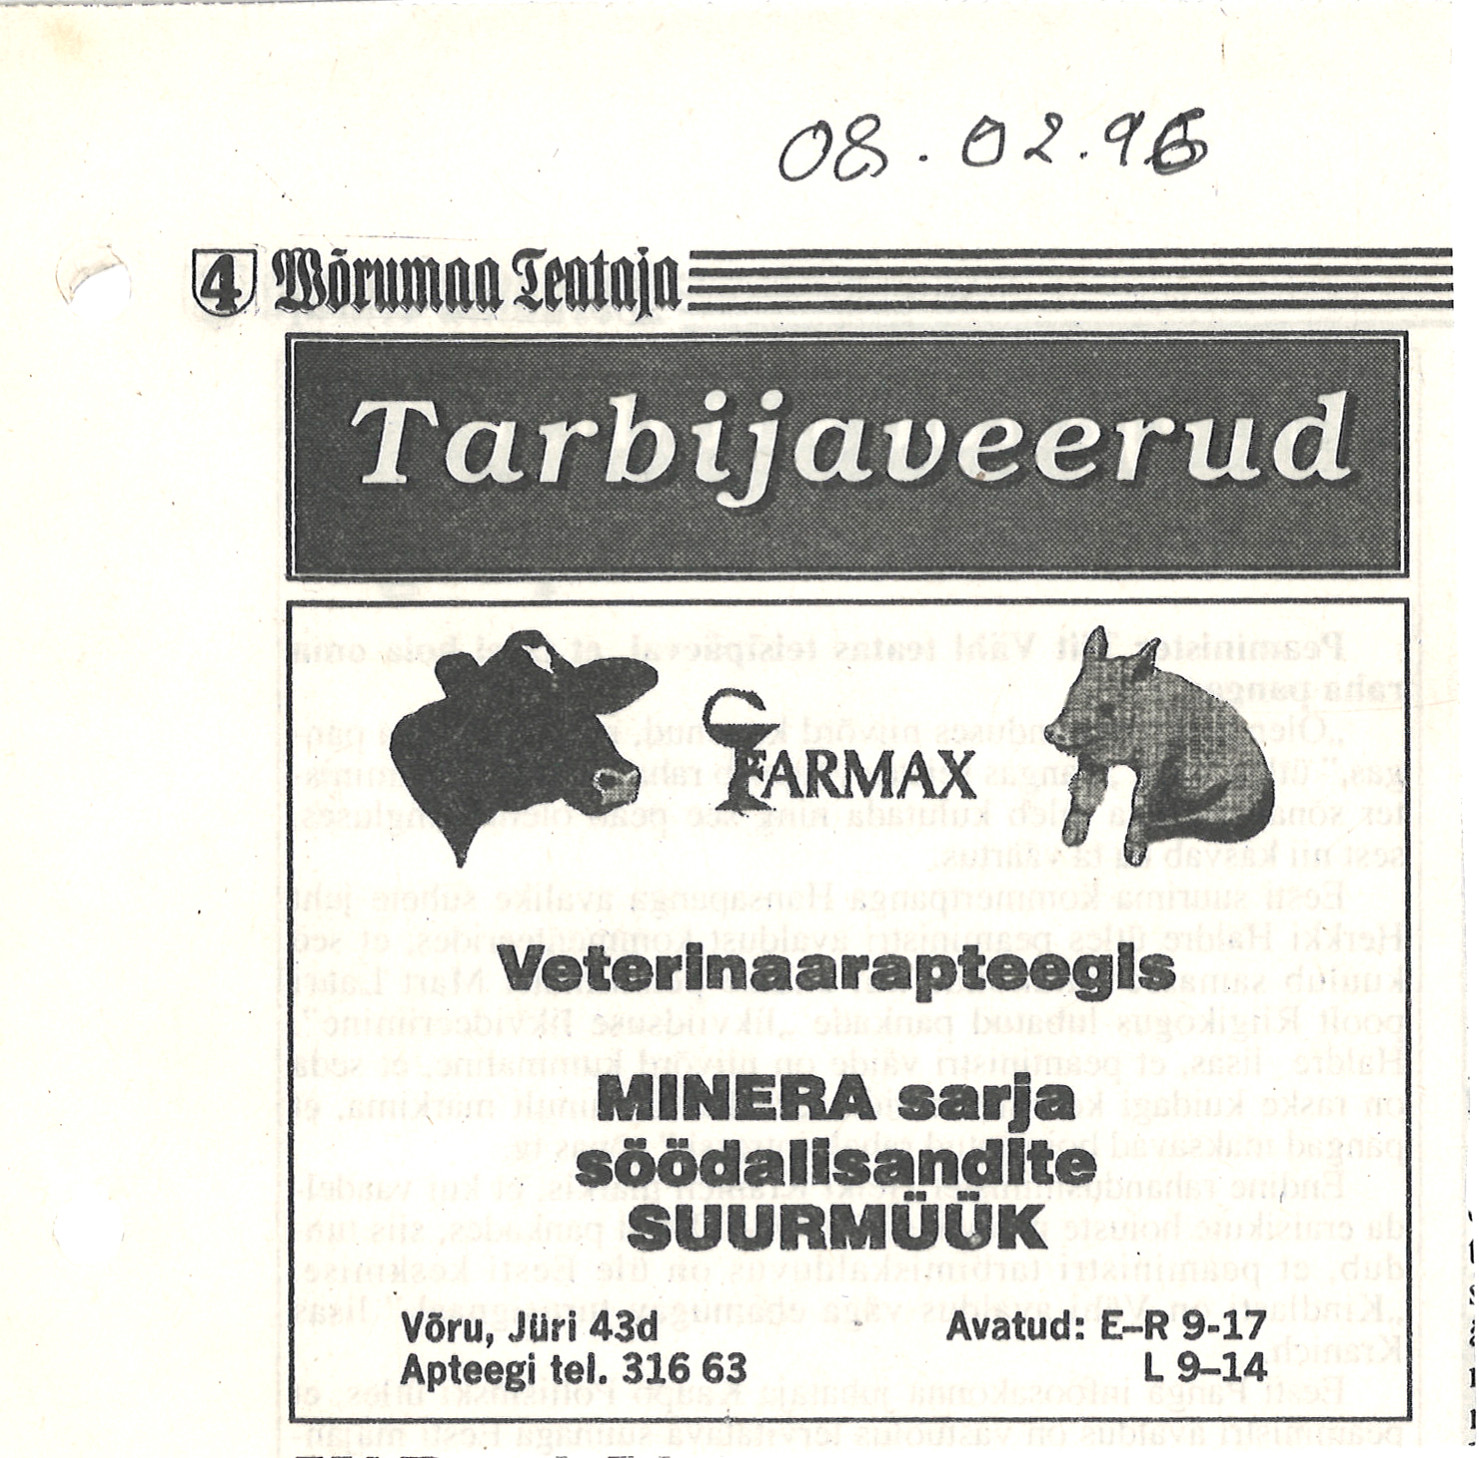 08.02.96
4 Wõrumaa Teataja
Tarbijaveerud
FARMAX
Veterinaarapteegis
MINERA sarja
söödalisandite
SUURMÜÜK
Võru, Jüri 43d
Apteegi tel. 316 63
Avatud: E–R 9-17
L 9–14